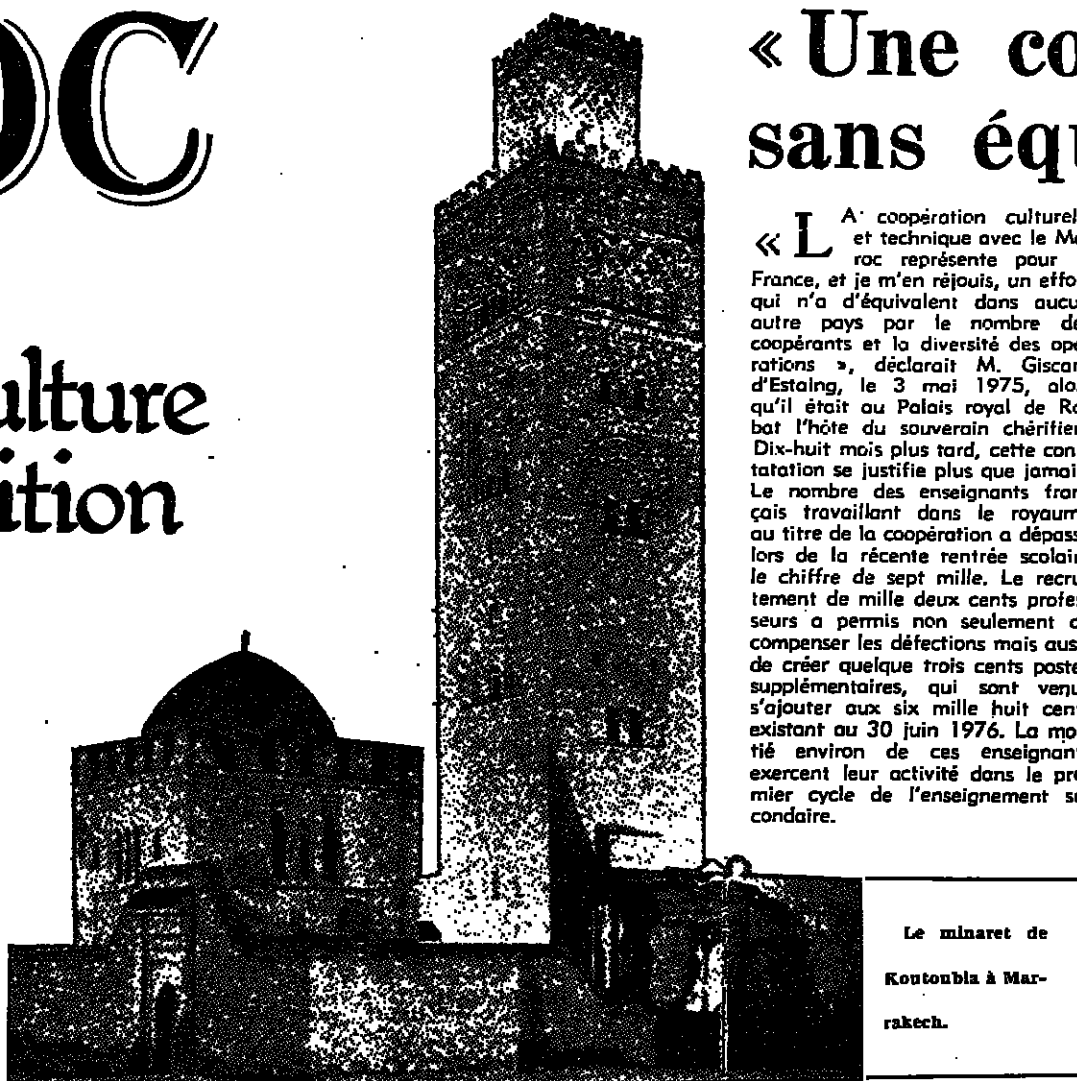 OC
ulture
ition
« Une co
sans équ
« LA coopération culturel
et technique avec le Ma
roc représente pour
France, et je m'en réjouis, un effo
qui n'a d'équivalent dans aucu
autre pays par le nombre de
coopérants et la diversité des opé
rations », déclarait M. Giscar
d'Estaing, le 3 mai 1975, alo
qu'il était au Palais royal de Ra
bat l'hôte du souverain chérifien
Dix-huit mois plus tard, cette cons
tatation se justifie plus que jamai
Le nombre des enseignants fran
çais travaillant dans le royaum
au titre de la coopération a dépass
lors de la récente rentrée scolair
le chiffre de sept mille. Le recru
tement de mille deux cents profes
seurs a permis non seulement d
compenser les défections mais aus
de créer quelque trois cents poste
supplémentaires, qui sont venu
s'ajouter aux six mille huit cent
existant au 30 juin 1976. La moi
tié environ de ces enseignant
exercent leur activité dans le pre
mier cycle de l'enseignement se
condaire.
Le minaret de
Koutoubia à Mar-
rakech.